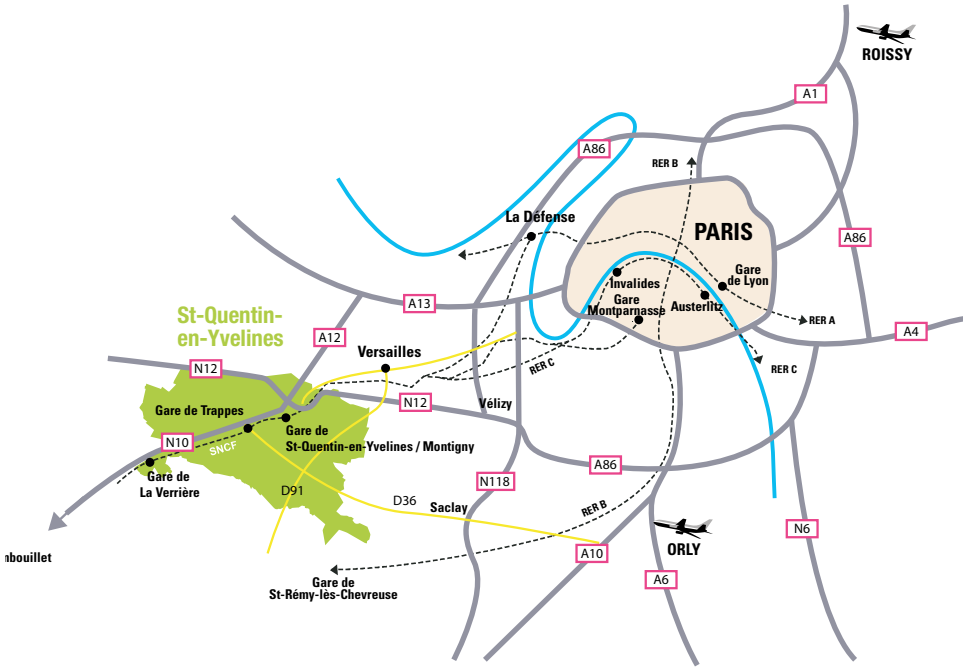 ROISSY
A1
A86
RER B
La Défense
PARIS
A86
Gare
de Lyon
Invalides
Gare
Montparnasse
Austerlitz
A13
St-Quentin-
en-Yvelines
RER A
A12
A4
Versailles
RER C
RER C
N12
N12
Vélizy
Gare de Trappes
Gare de
St-Quentin-en-Yvelines / Montigny
N10
SNCF
A86
Gare de
La Verrière
N118
D91
D36
Saclay
RER B
N6
ORLY
mbouillet
A10
Gare de
St-Rémy-lès-Chevreuse
A6